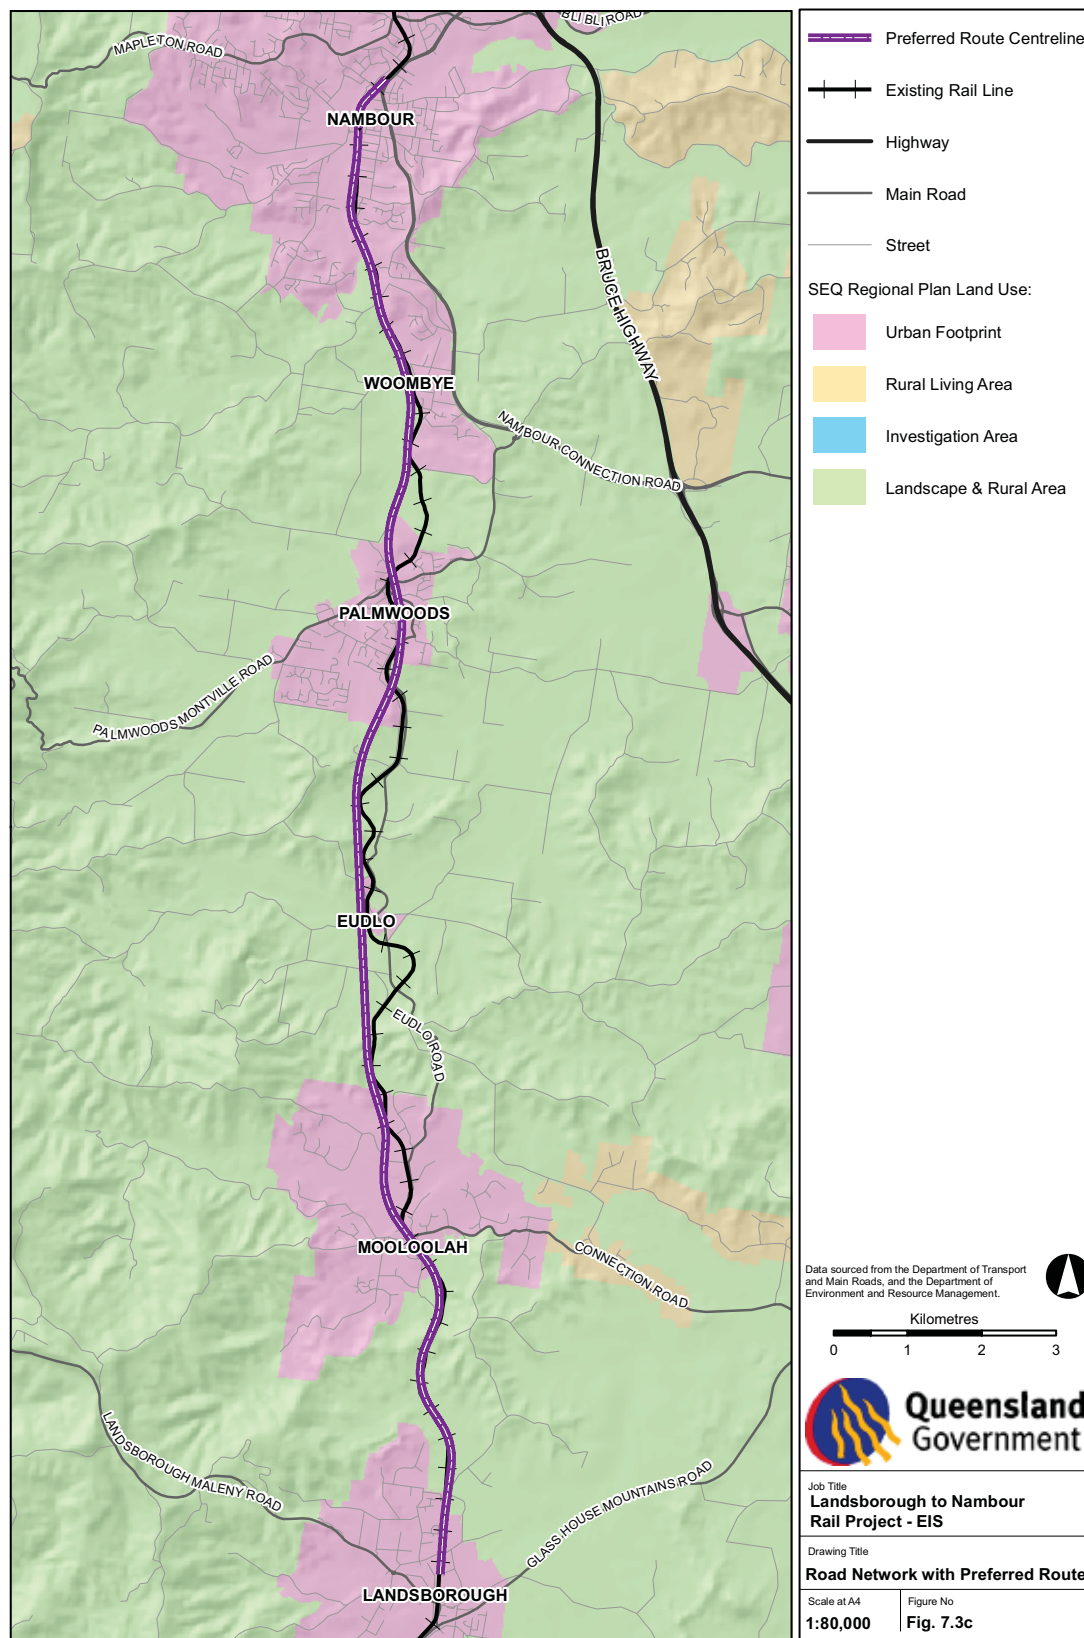 BLI BLI ROAD
MAPLETON ROAD
NAMBOUR
BRUCE HIGHWAY
WOOMBYE
NAMBOUR CONNECTION ROAD
PALMWOODS
PALMWOODS MONTVILLE ROAD
EUDLO
EUDLO ROAD
MOOLOOLAH
CONNECTION ROAD
LANDSBOROUGH MALENY ROAD
GLASS HOUSE MOUNTAINS ROAD
LANDSBOROUGH
Preferred Route Centreline
Existing Rail Line
Highway
Main Road
Street
SEQ Regional Plan Land Use:
Urban Footprint
Rural Living Area
Investigation Area
Landscape & Rural Area
Data sourced from the Department of Transport
and Main Roads, and the Department of
Environment and Resource Management.
Kilometres
0 1 2 3
Queensland
Government
Job Title
Landsborough to Nambour
Rail Project - EIS
Drawing Title
Road Network with Preferred Route
Scale at A4
1:80,000
Figure No
Fig. 7.3c